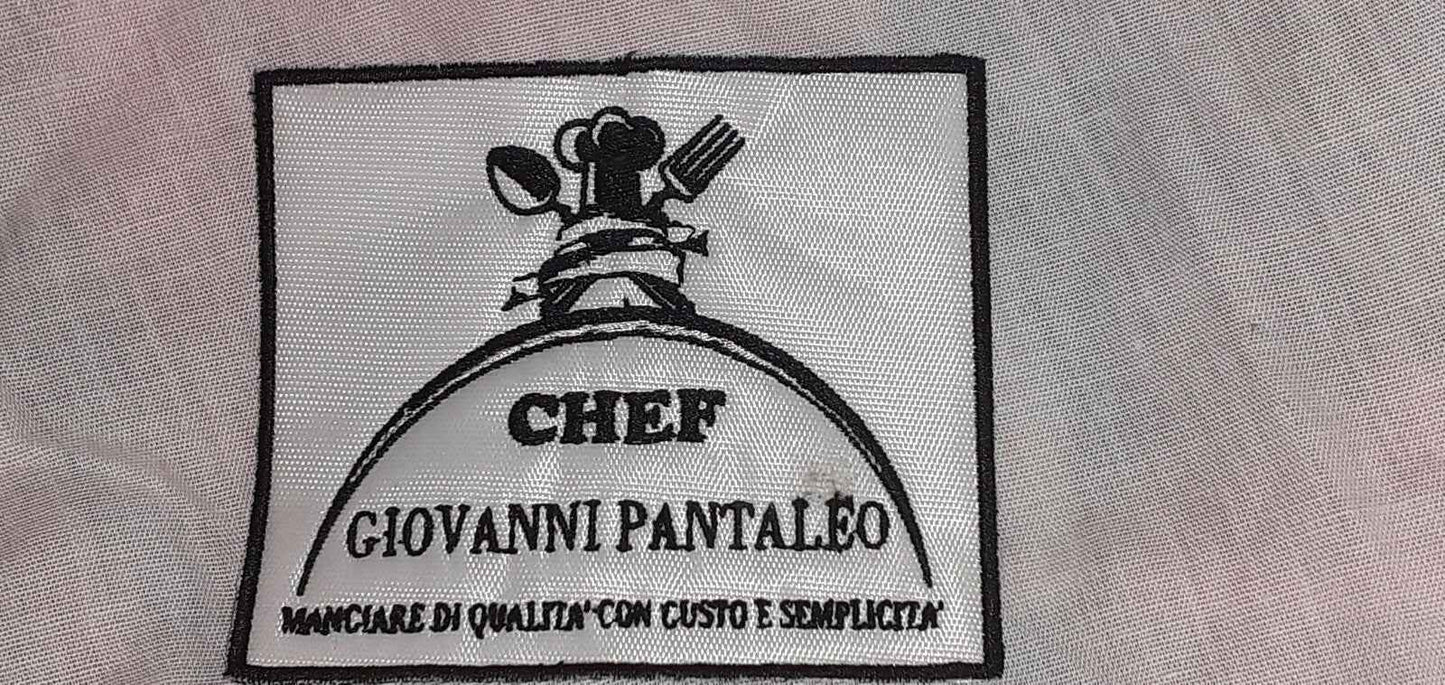 CHEF
GIOVANNI PANTALEO
MANGIARE DI QUALITA' CON GUSTO E SEMPLICITA'